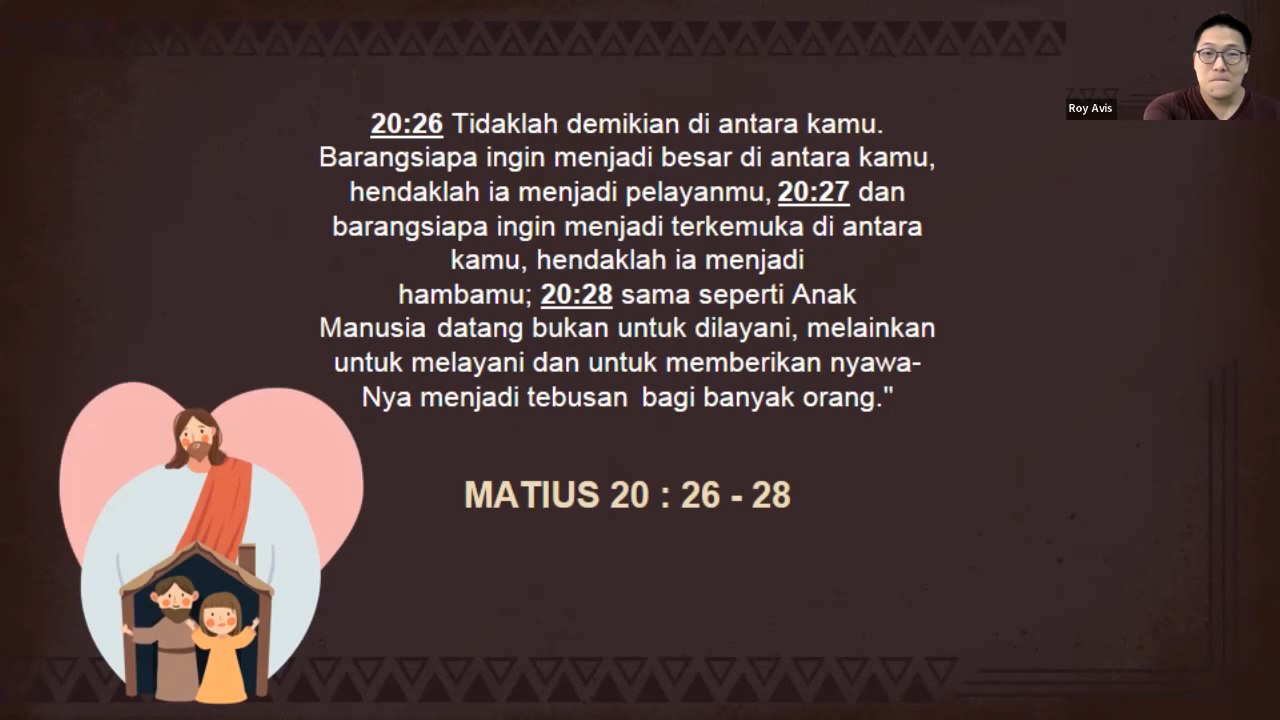 20:26 Tidaklah demikian di antara kamu.
Barangsiapa ingin menjadi besar di antara kamu,
hendaklah ia menjadi pelayanmu, 20:27 dan
barangsiapa ingin menjadi terkemuka di antara
kamu, hendaklah ia menjadi
hambamu; 20:28 sama seperti Anak
Manusia datang bukan untuk dilayani, melainkan
untuk melayani dan untuk memberikan nyawa-
Nya menjadi tebusan  bagi banyak orang."
MATIUS 20 : 26 - 28
Roy Avis